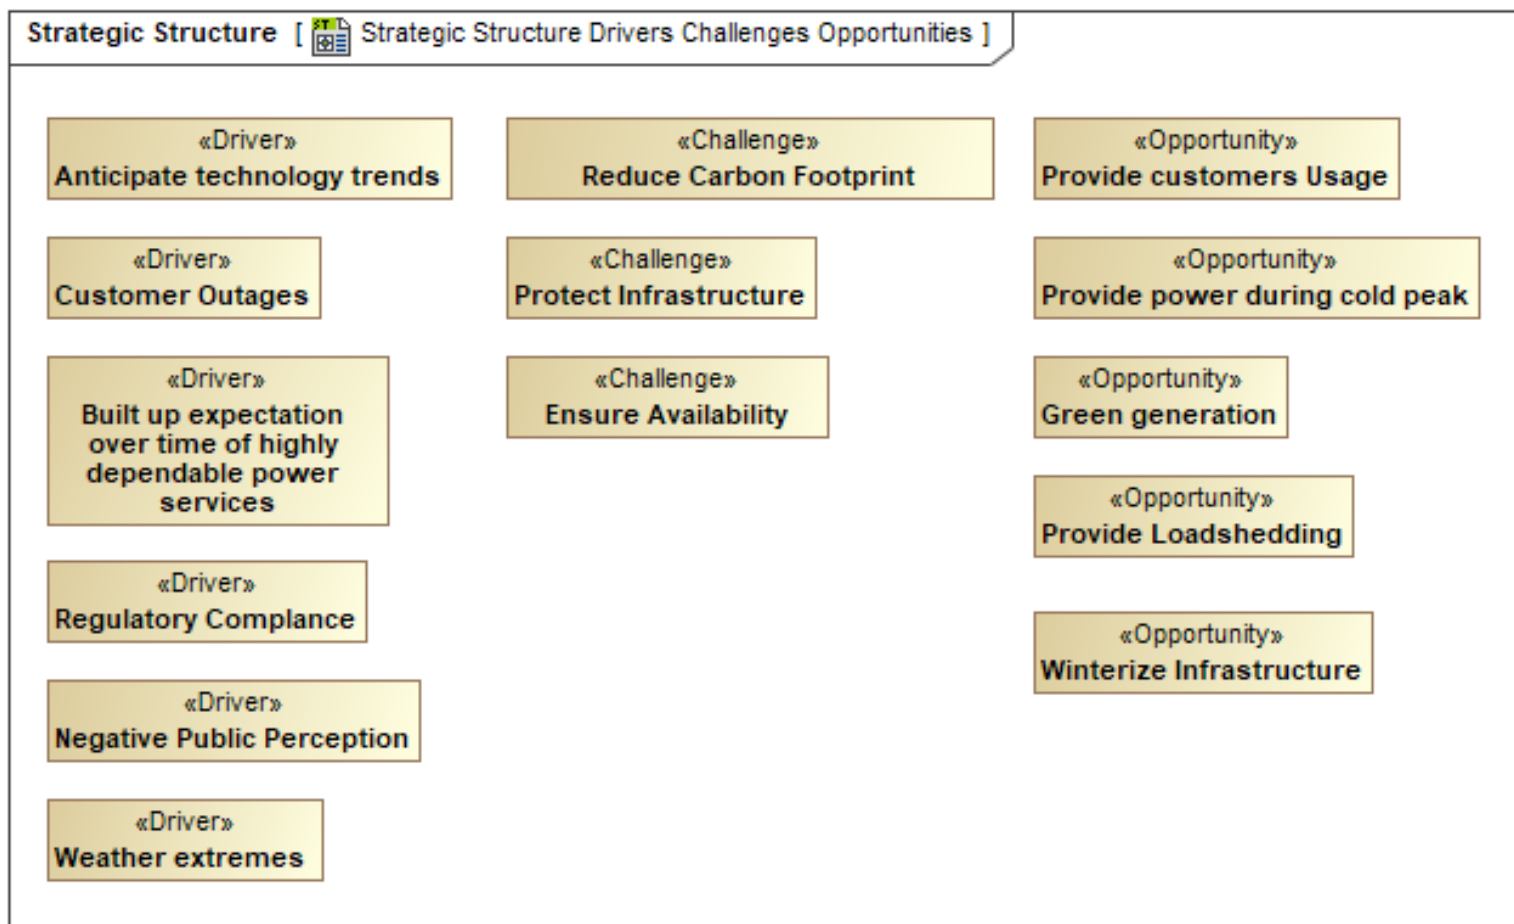 Strategic Structure [ ST Strategic Structure Drivers Challenges Opportunities ]
«Driver»
Anticipate technology trends
«Driver»
Customer Outages
«Driver»
Built up expectation
over time of highly
dependable power
services
«Driver»
Regulatory Complance
«Driver»
Negative Public Perception
«Driver»
Weather extremes
«Challenge»
Reduce Carbon Footprint
«Challenge»
Protect Infrastructure
«Challenge»
Ensure Availability
«Opportunity»
Provide customers Usage
«Opportunity»
Provide power during cold peak
«Opportunity»
Green generation
«Opportunity»
Provide Loadshedding
«Opportunity»
Winterize Infrastructure